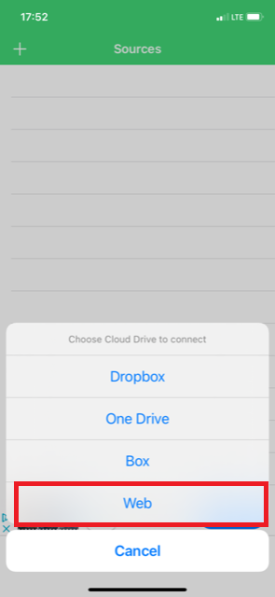 17:52
LTE
+ Sources
Choose Cloud Drive to connect
Dropbox
One Drive
Box
Web
Cancel